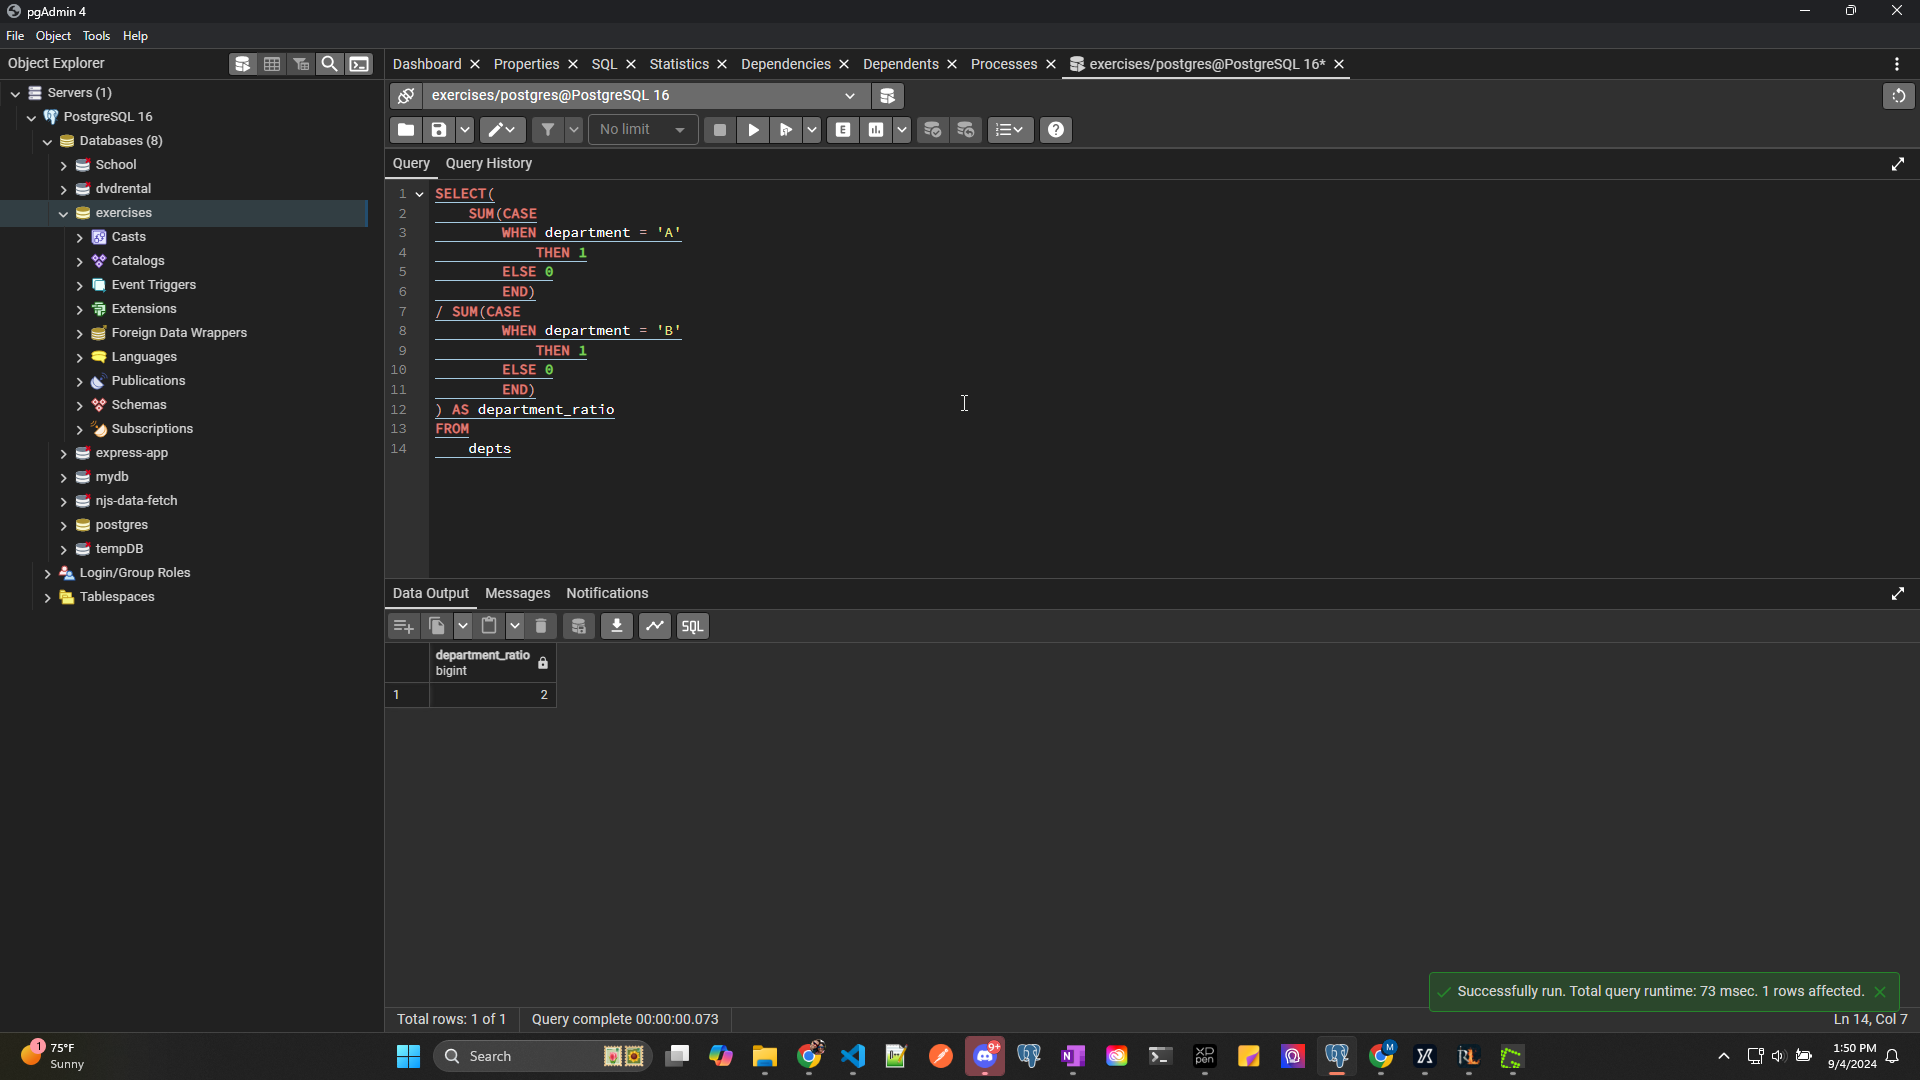 pgAdmin 4
File Object Tools Help
Object Explorer
Dashboard Properties SQL Statistics Dependencies Dependents Processes exercises/postgres@PostgreSQL 16*
Servers (1)
PostgreSQL 16
Databases (8)
School
dvdrental
exercises
Casts
Catalogs
Event Triggers
Extensions
Foreign Data Wrappers
Languages
Publications
Schemas
Subscriptions
express-app
mydb
njs-data-fetch
postgres
tempDB
Login/Group Roles
Tablespaces
exercises/postgres@PostgreSQL 16
No limit E
Query Query History
1 SELECT(
2 SUM(CASE
3 WHEN department = 'A'
4 THEN 1
5 ELSE 0
6 END)
7 / SUM(CASE
8 WHEN department = 'B'
9 THEN 1
10 ELSE 0
11 END)
12 ) AS department_ratio
13 FROM
14 depts
Data Output Messages Notifications
SQL
department_ratio
bigint
1 2
Successfully run. Total query runtime: 73 msec. 1 rows affected.
Total rows: 1 of 1 Query complete 00:00:00.073 Ln 14, Col 7
1 75°F
Sunny
Search
XP
PEN
9+
M
1:50 PM
9/4/2024